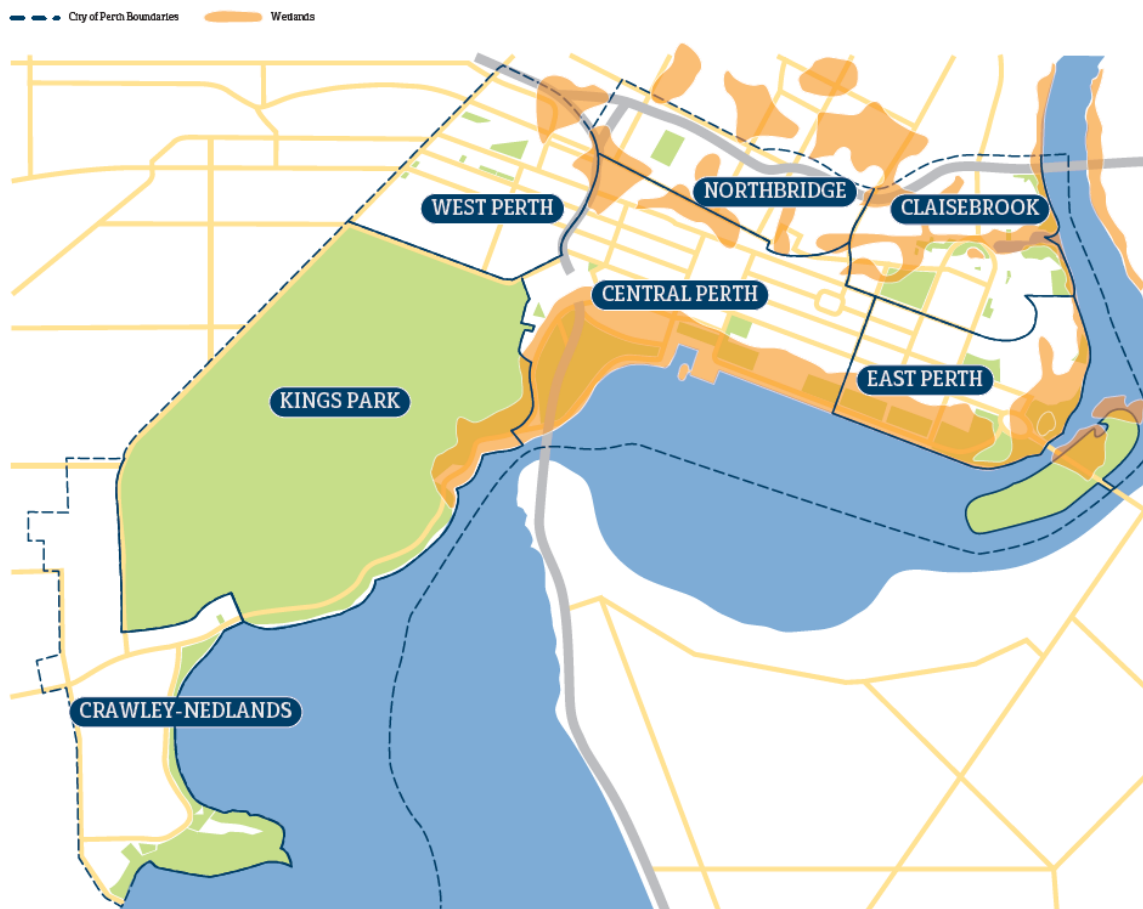 City of Perth Boundaries
Wetlands
NORTHBRIDGE
WEST PERTH
CLAISEBROOK
CENTRAL PERTH
EAST PERTH
KINGS PARK
CRAWLEY-NEDLANDS